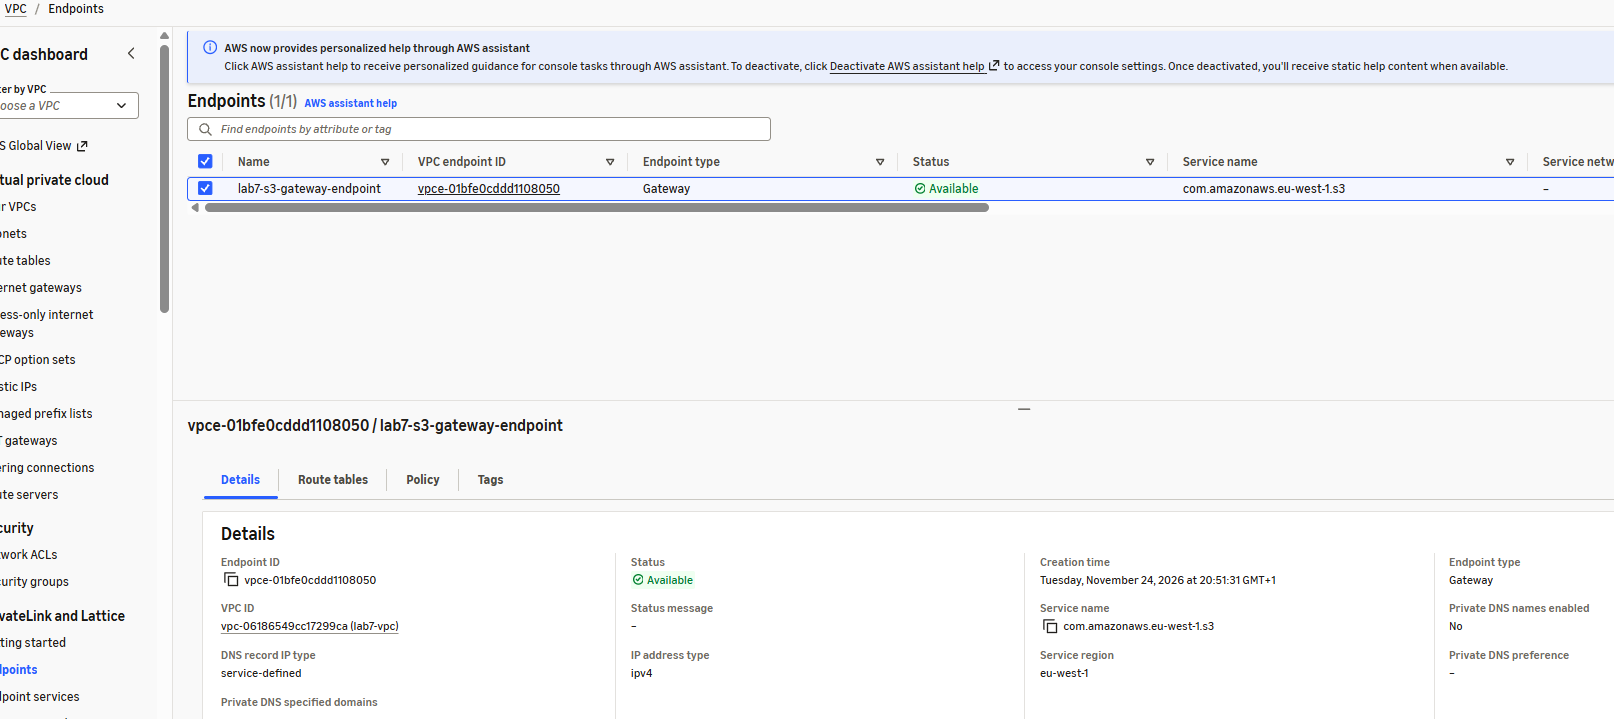 VPC / Endpoints
C dashboard
er by VPC
oose a VPC
S Global View
tual private cloud
r VPCs
nets
te tables
ernet gateways
ess-only internet
eways
CP option sets
stic IPs
naged prefix lists
T gateways
ering connections
te servers
curity
work ACLs
curity groups
vateLink and Lattice
ting started
dpoints
dpoint services
AWS now provides personalized help through AWS assistant
Click AWS assistant help to receive personalized guidance for console tasks through AWS assistant. To deactivate, click Deactivate AWS assistant help to access your console settings. Once deactivated, you'll receive static help content when available.
Endpoints (1/1) AWS assistant help
Find endpoints by attribute or tag
Name VPC endpoint ID Endpoint type Status Service name Service netw
lab7-s3-gateway-endpoint vpce-01bfe0cddd1108050 Gateway Available com.amazonaws.eu-west-1.s3 –
vpce-01bfe0cddd1108050 / lab7-s3-gateway-endpoint
Details Route tables Policy Tags
Details
Endpoint ID
vpce-01bfe0cddd1108050
VPC ID
vpc-06186549cc17299ca (lab7-vpc)
DNS record IP type
service-defined
Private DNS specified domains
Status
Available
Status message
–
IP address type
ipv4
Creation time
Tuesday, November 24, 2026 at 20:51:31 GMT+1
Service name
com.amazonaws.eu-west-1.s3
Service region
eu-west-1
Endpoint type
Gateway
Private DNS names enabled
No
Private DNS preference
–